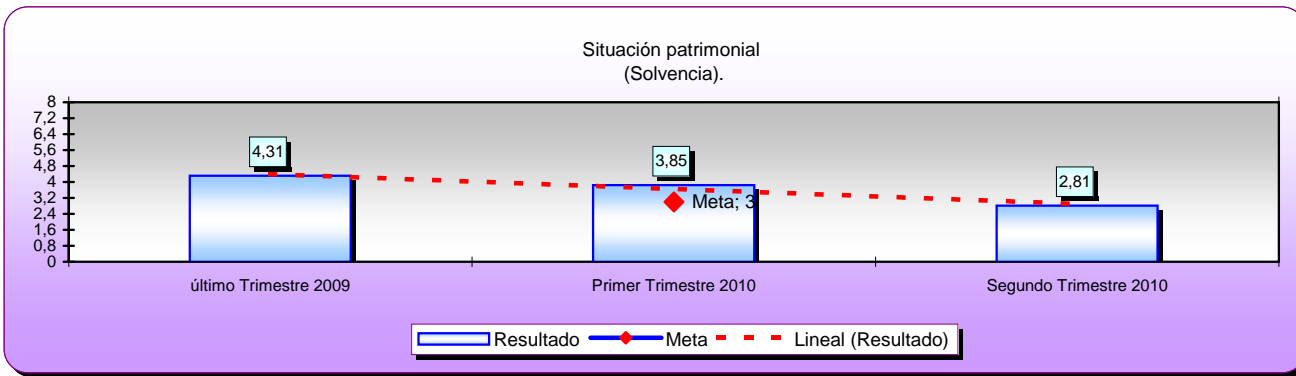 Situación patrimonial
(Solvencia).
8
7,2
6,4
5,6
4,8
4
3,2
2,4
1,6
0,8
0
4,31
3,85
2,81
Meta; 3
último Trimestre 2009
Primer Trimestre 2010
Segundo Trimestre 2010
Resultado
Meta
Lineal (Resultado)